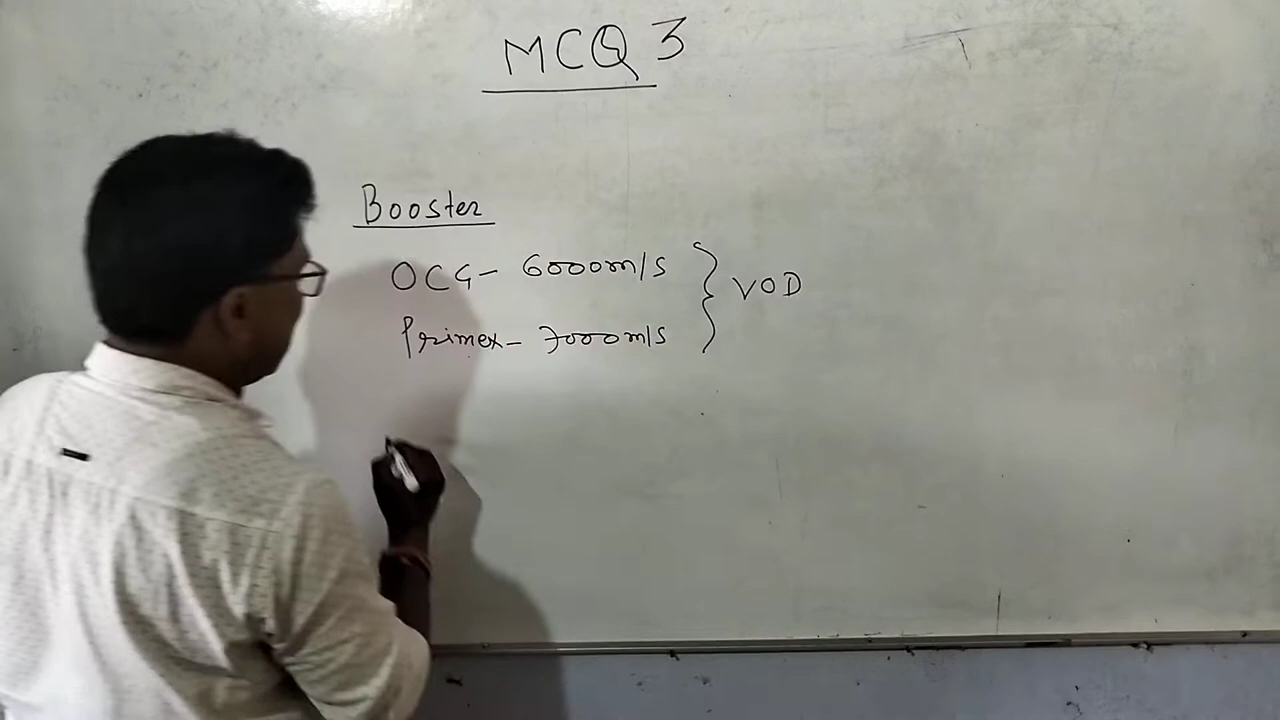 MCQ 3
Booster
OCG - 6000m/s
Primex - 7000m/s
} VOD